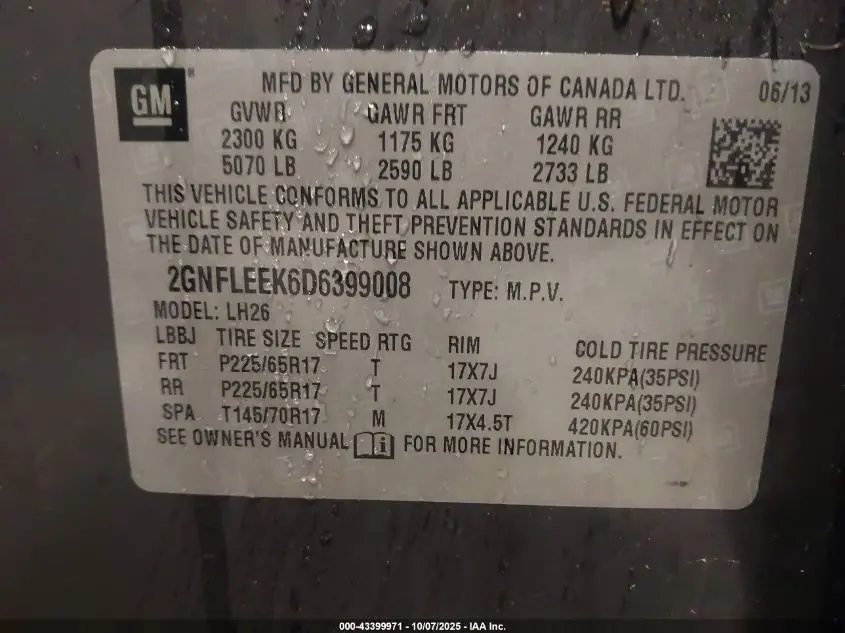 GM ® MFD BY GENERAL MOTORS OF CANADA LTD. 06/13
GVWR GAWR FRT GAWR RR
2300 KG 1175 KG 1240 KG
5070 LB 2590 LB 2733 LB
THIS VEHICLE CONFORMS TO ALL APPLICABLE U.S. FEDERAL MOTOR
VEHICLE SAFETY AND THEFT PREVENTION STANDARDS IN EFFECT ON
THE DATE OF MANUFACTURE SHOWN ABOVE.
2GNFLEEK6D6399008 TYPE: M.P.V.
MODEL: LH26
LBBJ TIRE SIZE SPEED RTG RIM COLD TIRE PRESSURE
FRT P225/65R17 T 17X7J 240KPA(35PSI)
RR P225/65R17 T 17X7J 240KPA(35PSI)
SPA T145/70R17 M 17X4.5T 420KPA(60PSI)
SEE OWNER'S MANUAL i FOR MORE INFORMATION.
000-43399971 - 10/07/2025 - IAA Inc.